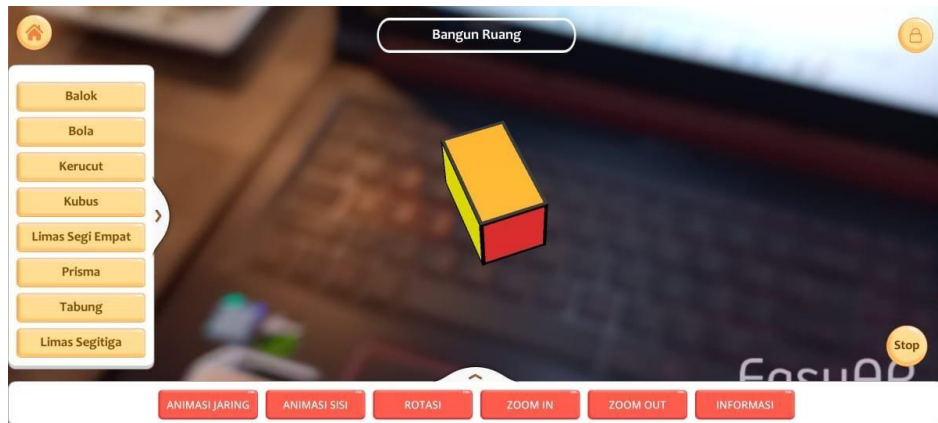 Bangun Ruang
Balok
Bola
Kerucut
Kubus
Limas Segi Empat
Prisma
Tabung
Limas Segitiga
Stop
EasyAR
ANIMASI JARING
ANIMASI SISI
ROTASI
ZOOM IN
ZOOM OUT
INFORMASI